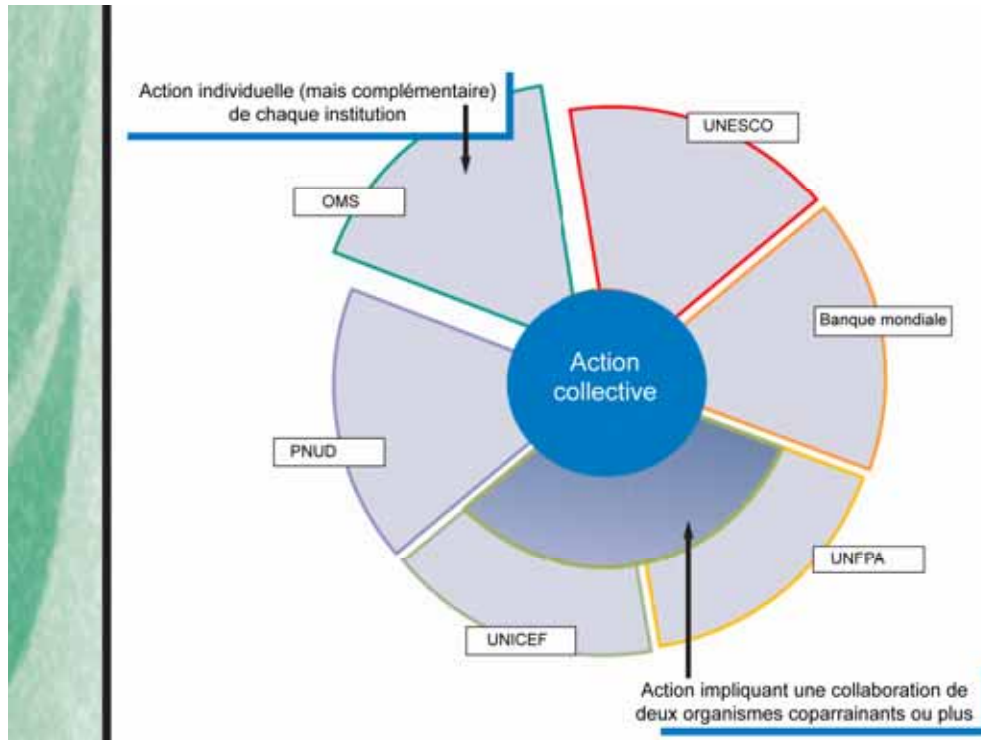 Action individuelle (mais complémentaire)
de chaque institution
UNESCO
OMS
Banque mondiale
Action
collective
PNUD
UNFPA
UNICEF
Action impliquant une collaboration de
deux organismes coparrainants ou plus